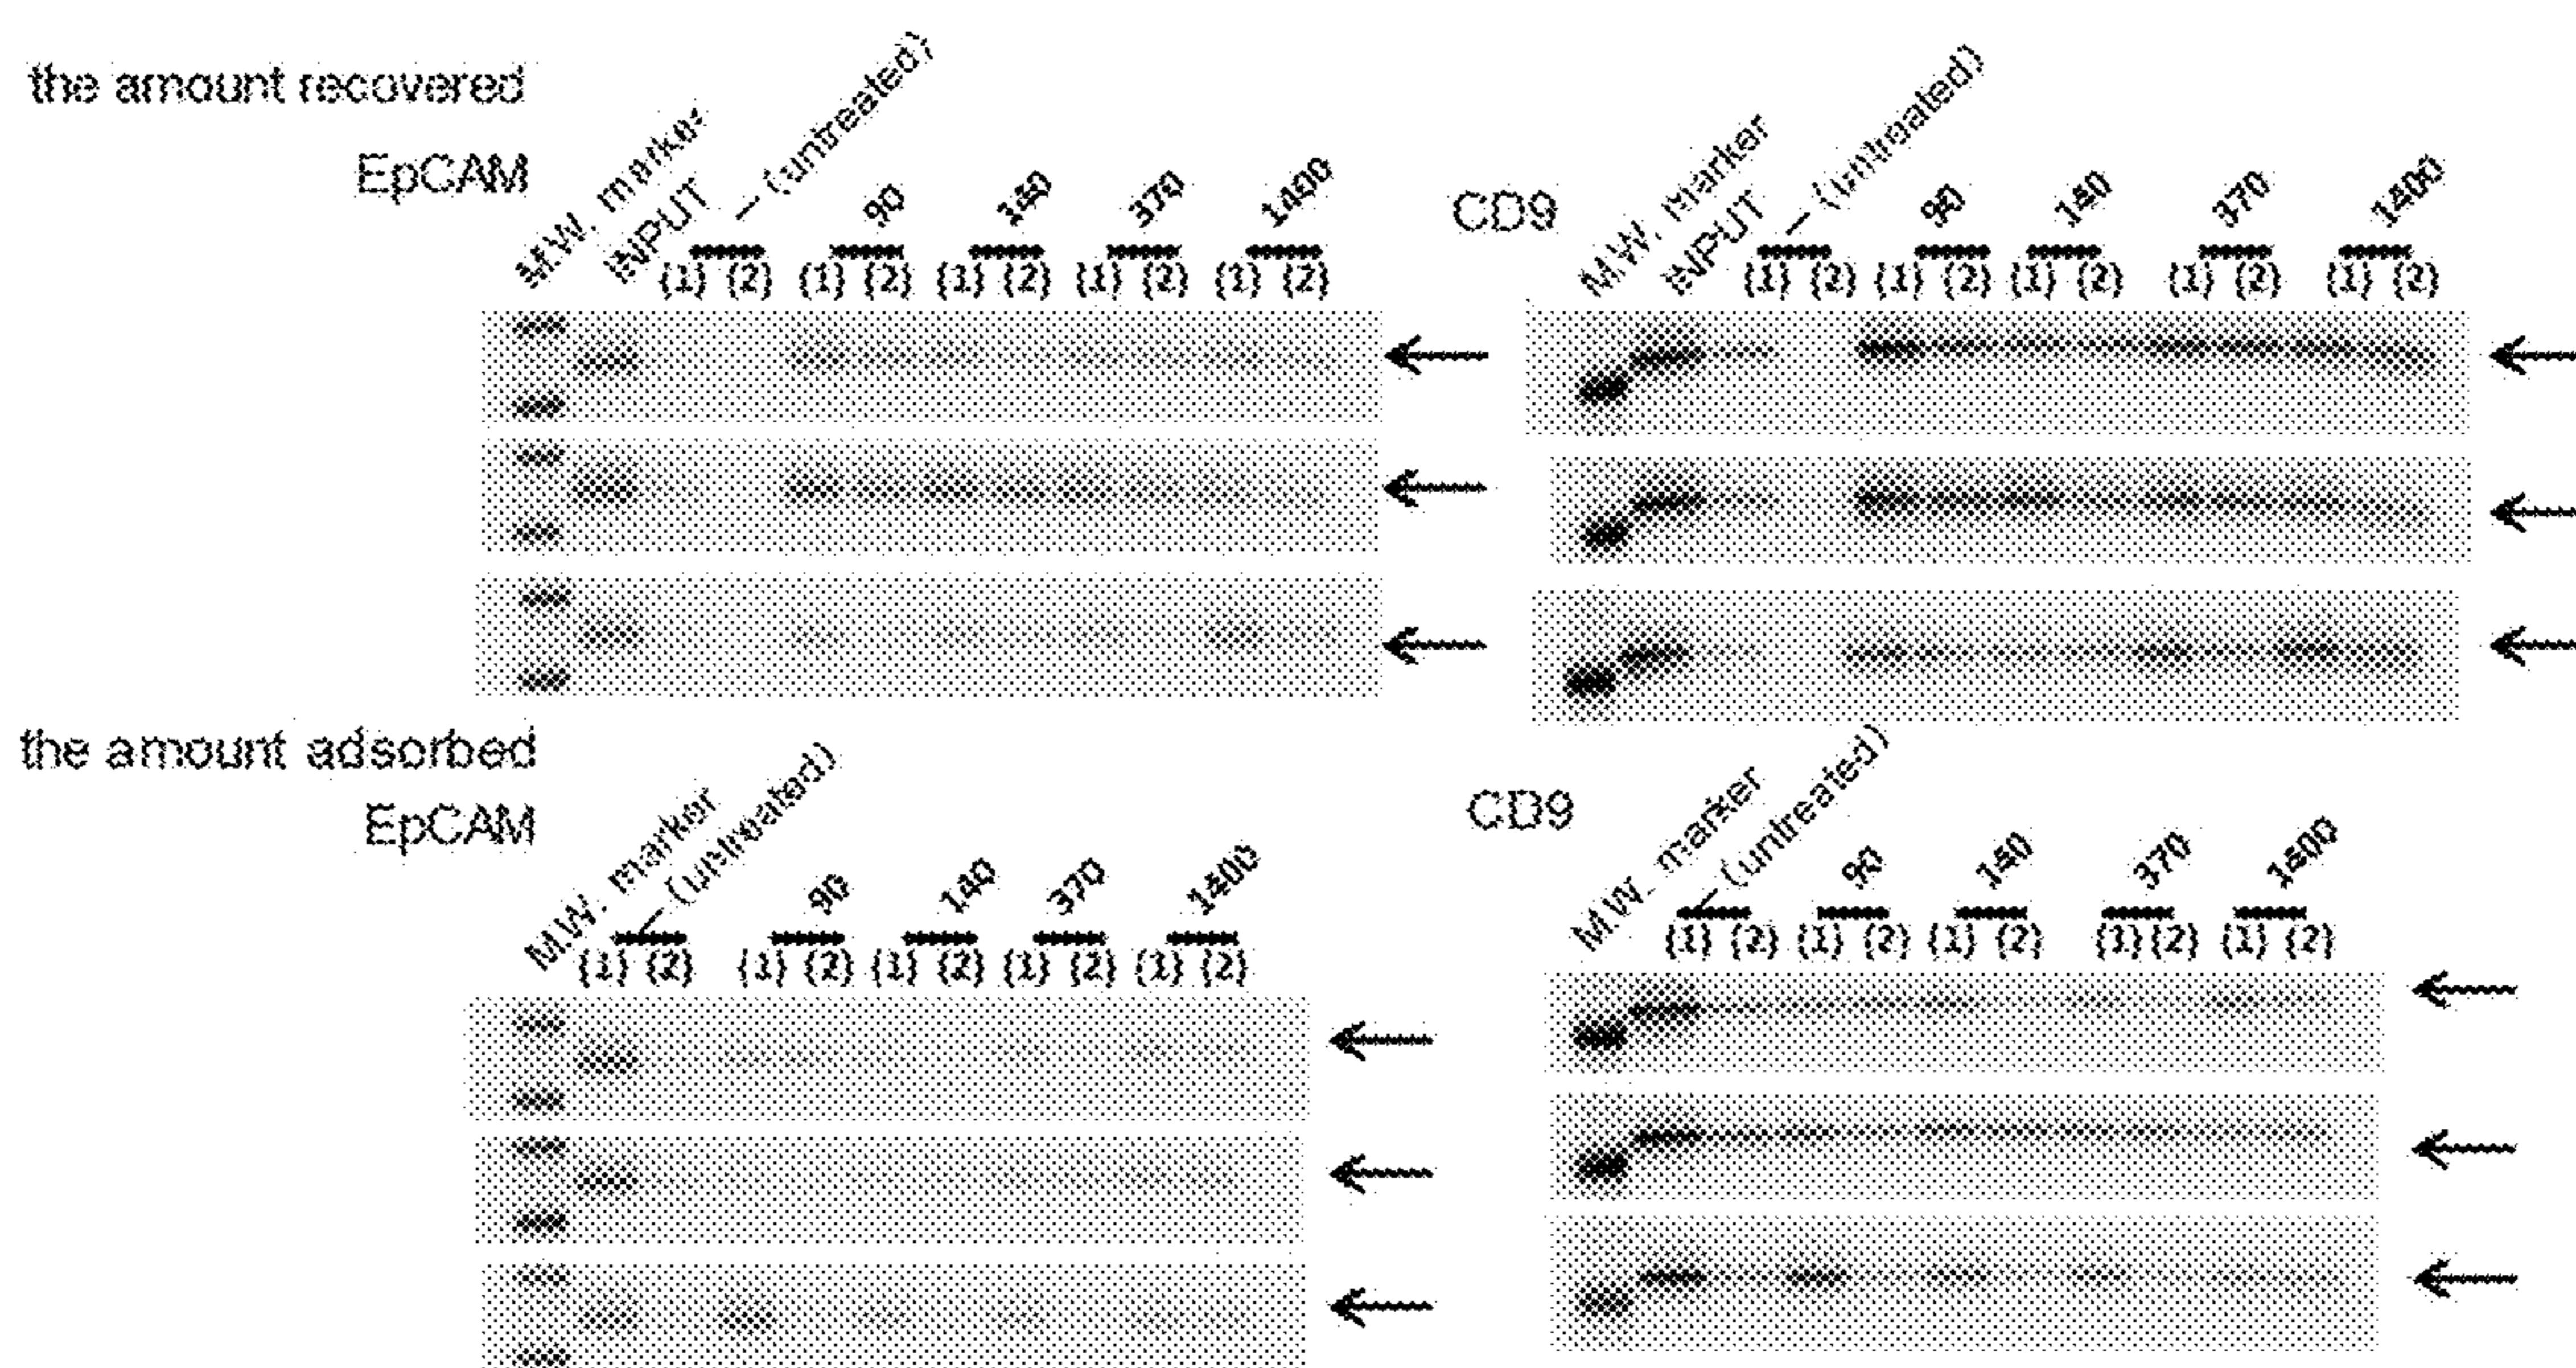 the amount recovered
EpCAM
M.W. marker
INPUT
— (untreated)
90
140
370
1400
(1) (2) (1) (2) (1) (2) (1) (2) (1) (2)
CD9
M.W. marker
INPUT
— (untreated)
90
140
370
1400
(1) (2) (1) (2) (1) (2) (1) (2) (1) (2)
the amount adsorbed
EpCAM
M.W. marker
— (untreated)
90
140
370
1400
(1) (2) (1) (2) (1) (2) (1) (2) (1) (2)
CD9
M.W. marker
— (untreated)
90
140
370
1400
(1) (2) (1) (2) (1) (2) (1) (2) (1) (2)